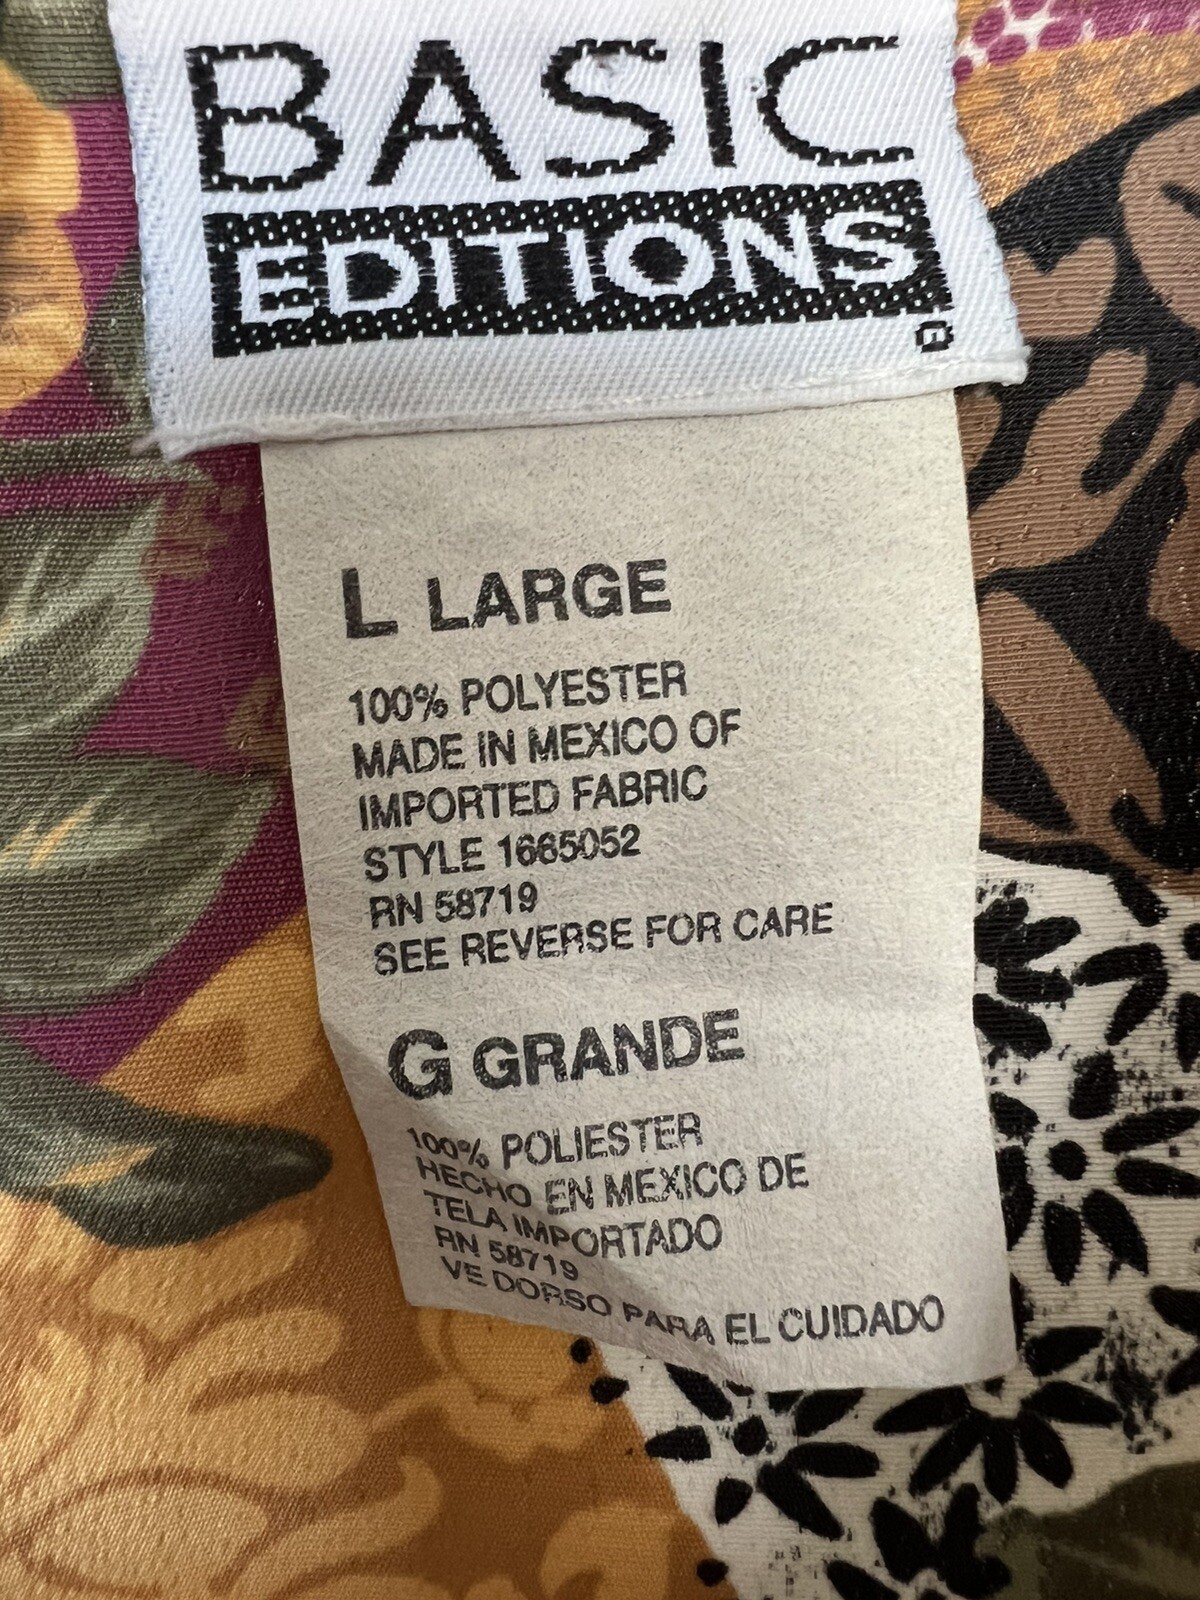 BASIC
EDITIONS®
L LARGE
100% POLYESTER
MADE IN MEXICO OF
IMPORTED FABRIC
STYLE 1665052
RN 58719
SEE REVERSE FOR CARE
G GRANDE
100% POLIESTER
HECHO EN MEXICO DE
TELA IMPORTADO
RN 58719
VE DORSO PARA EL CUIDADO